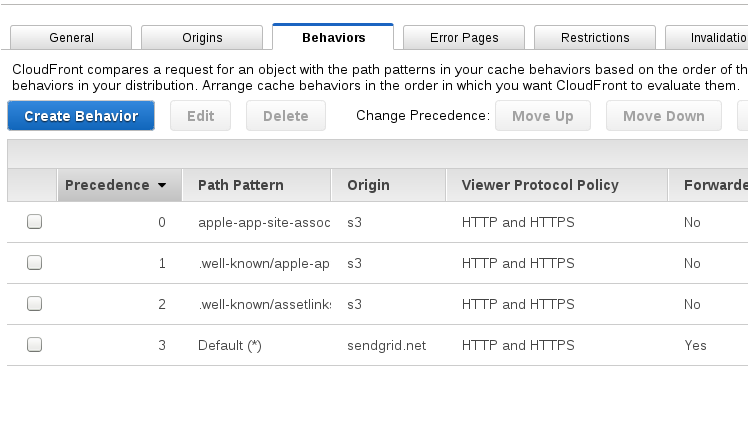 General Origins Behaviors Error Pages Restrictions
CloudFront compares a request for an object with the path patterns in your cache behaviors based on the order of
behaviors in your distribution. Arrange cache behaviors in the order in which you want CloudFront to evaluate them.
Create Behavior Edit Delete Change Precedence: Move Up Move Down
Precedence Path Pattern Origin Viewer Protocol Policy
0 apple-app-site-assoc s3 HTTP and HTTPS No
1 .well-known/apple-ap s3 HTTP and HTTPS No
2 .well-known/assetlinks s3 HTTP and HTTPS No
3 Default (*) sendgrid.net HTTP and HTTPS Yes